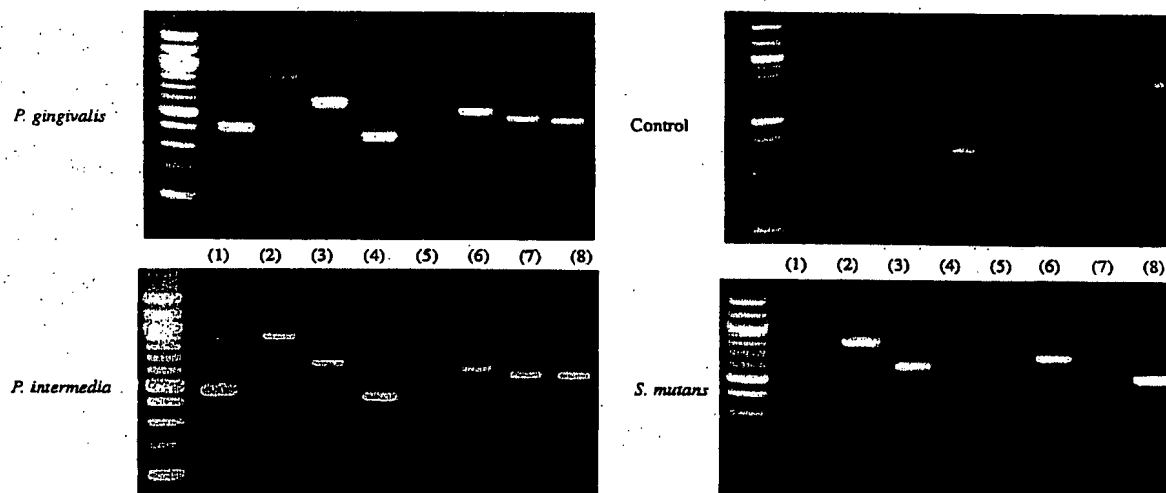 P. gingivalis
Control
(1) (2) (3) (4) (5) (6) (7) (8)
(1) (2) (3) (4) (5) (6) (7) (8)
P. intermedia
S. mutans